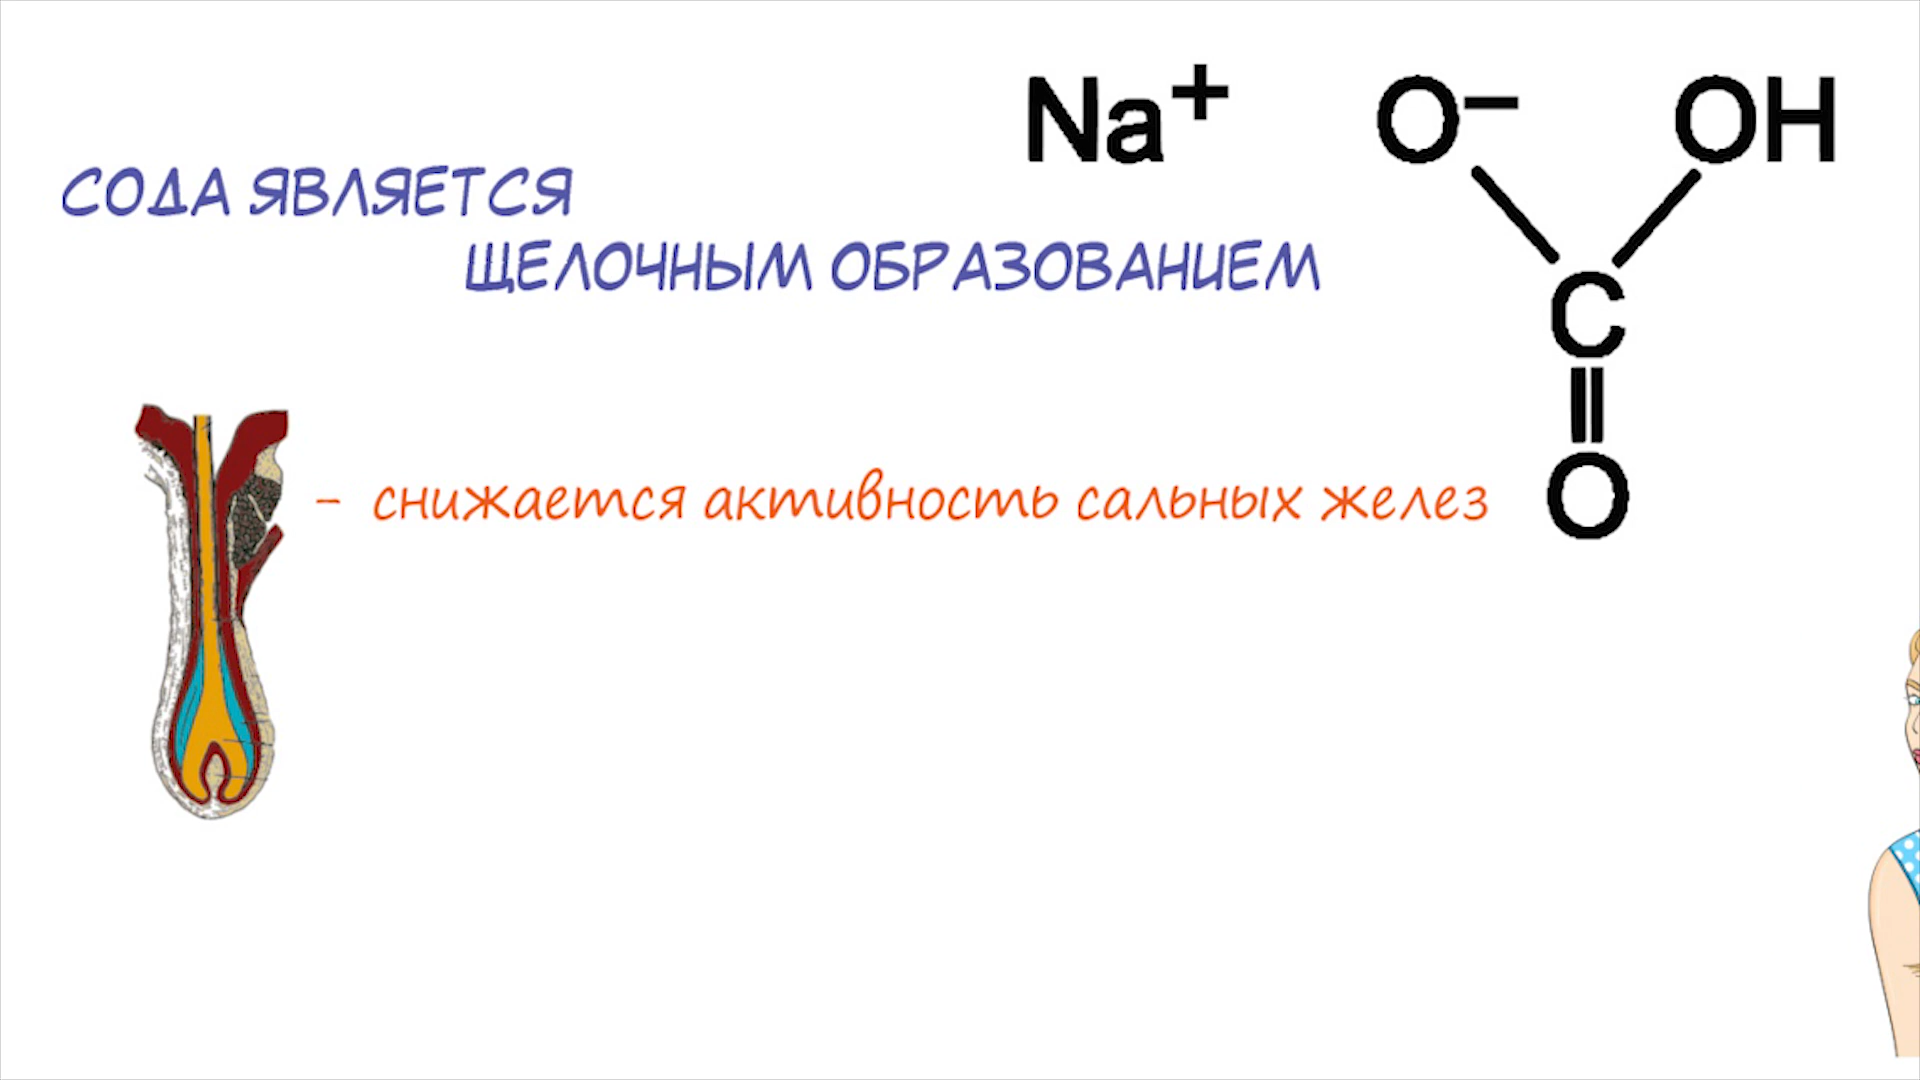 Na⁺ O⁻ OH
СОДА ЯВЛЯЕТСЯ
ЩЕЛОЧНЫМ ОБРАЗОВАНИЕМ
C
- снижается активность сальных желез
O